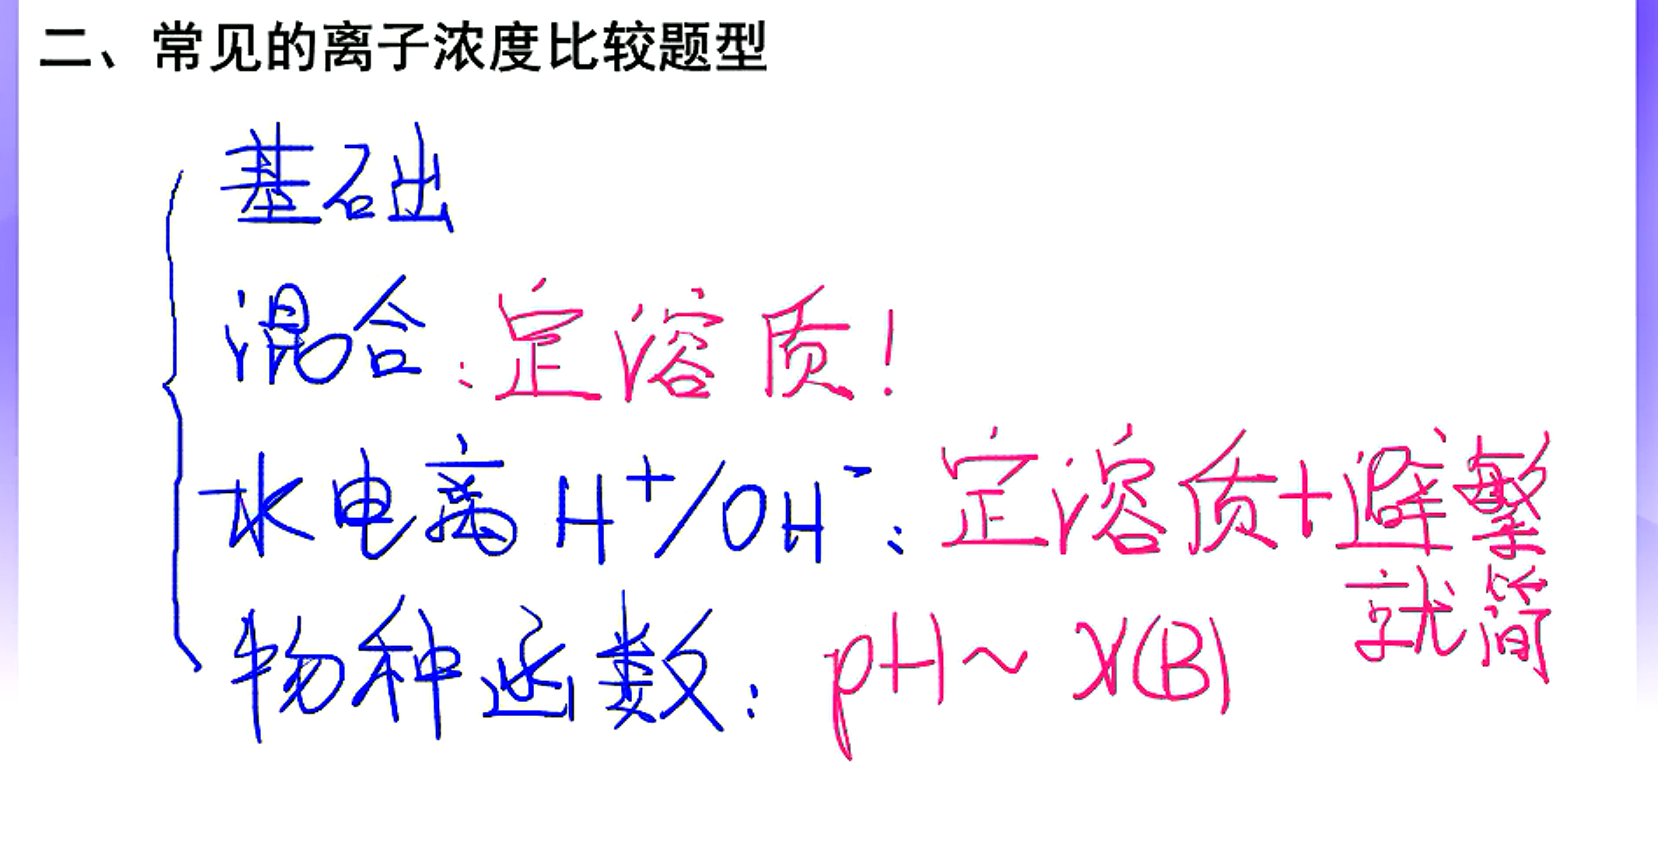 二、常见的离子浓度比较题型
基础
混合：定溶质！
水电离 H⁺/OH⁻：定溶质+避繁
就简
物种函数：pH～x(B)